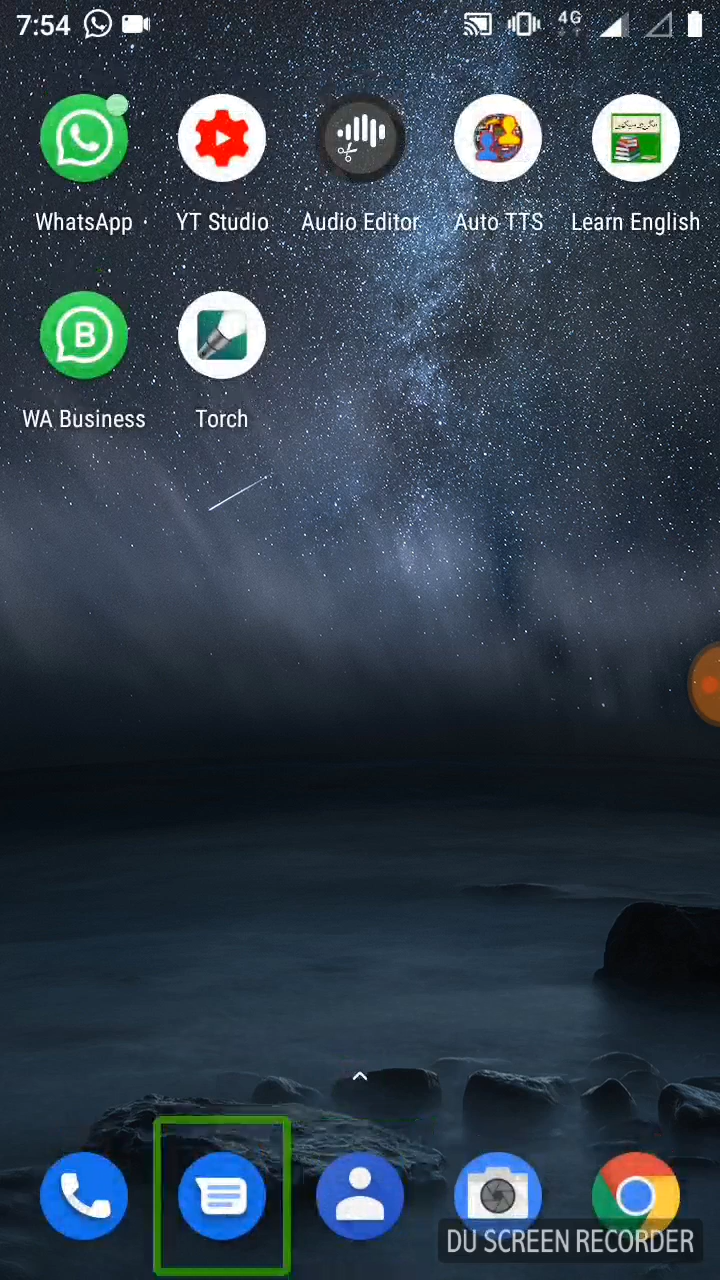 7:54
4G
WhatsApp
YT Studio
Audio Editor
Auto TTS
Learn English
B
WA Business
Torch
DU SCREEN RECORDER